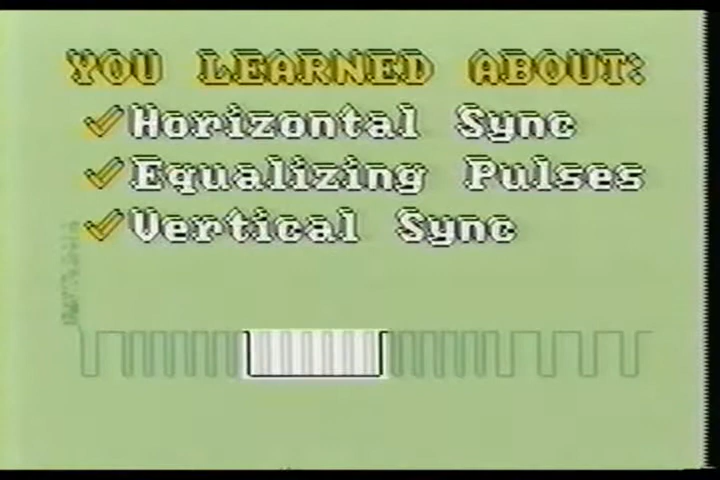 YOU LEARNED ABOUT:
Horizontal Sync
Equalizing Pulses
Vertical Sync